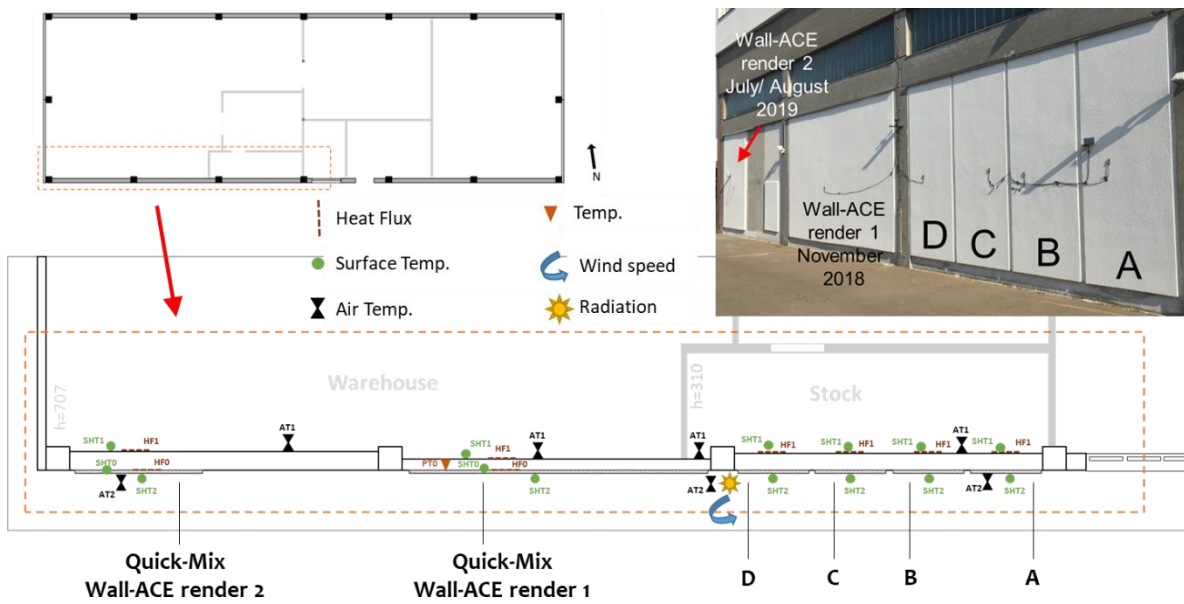 N
Heat Flux
Surface Temp.
Air Temp.
Temp.
Wind speed
Radiation
Wall-ACE
render 2
July/ August
2019
Wall-ACE
render 1
November
2018
D
C
B
A
Warehouse
Stock
h=707
h=310
SHT1
HF1
AT1
SHT0
HF0
AT2
SHT2
SHT1
HF1
AT1
PT0
SHT0
HF0
SHT2
AT2
SHT1
HF1
SHT1
HF1
SHT1
HF1
AT1
SHT1
HF1
SHT2
SHT2
SHT2
AT2
SHT2
Quick-Mix
Wall-ACE render 2
Quick-Mix
Wall-ACE render 1
D
C
B
A